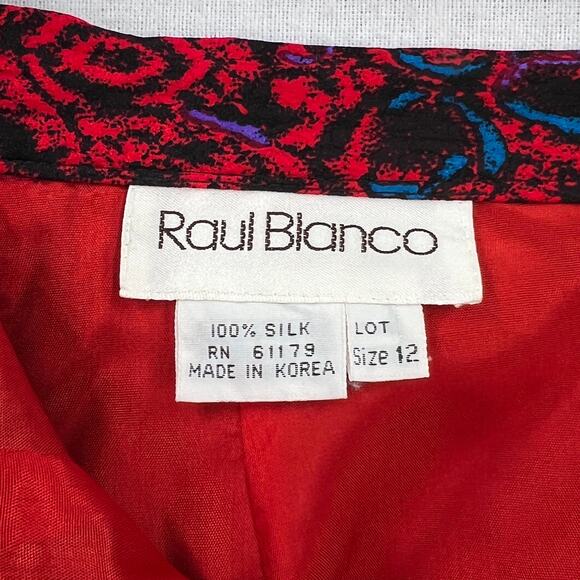 Raul Blanco
100% SILK
RN 61179
MADE IN KOREA
LOT
Size 12